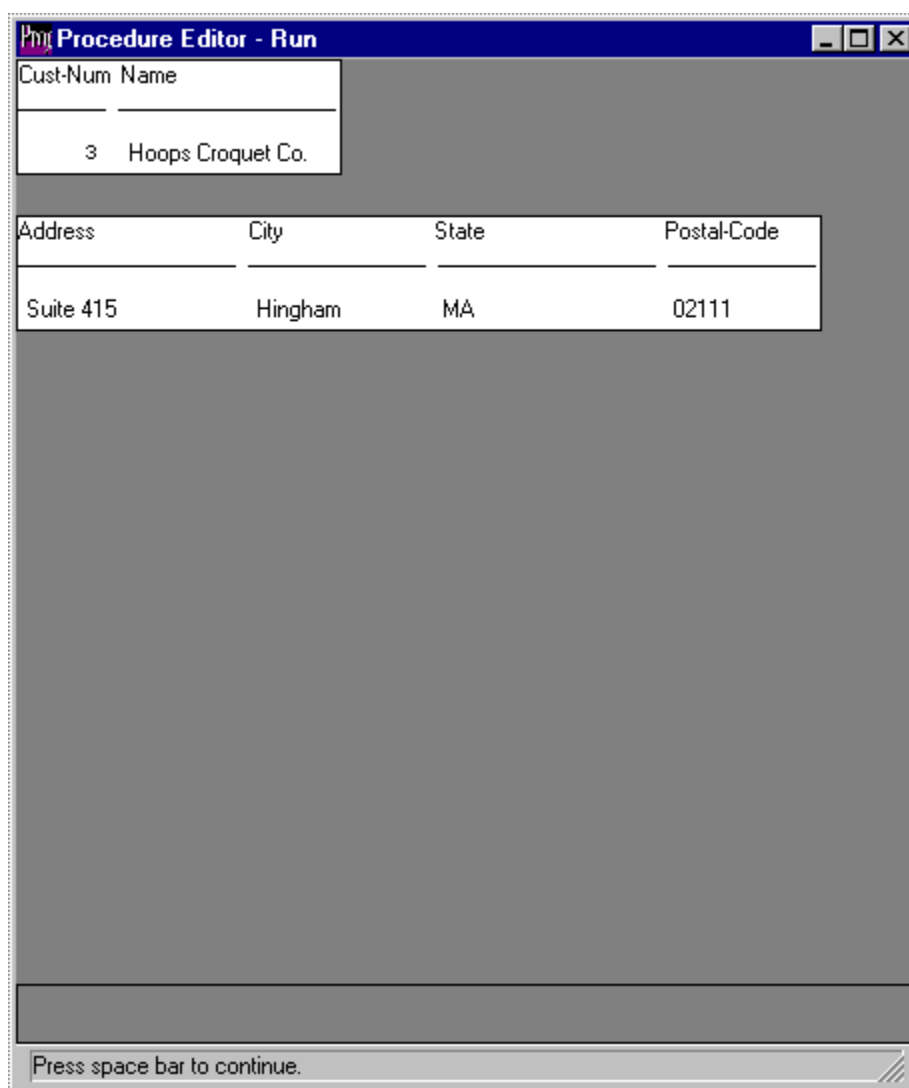 Procedure Editor - Run
Cust-Num Name
3 Hoops Croquet Co.
Address City State Postal-Code
Suite 415 Hingham MA 02111
Press space bar to continue.